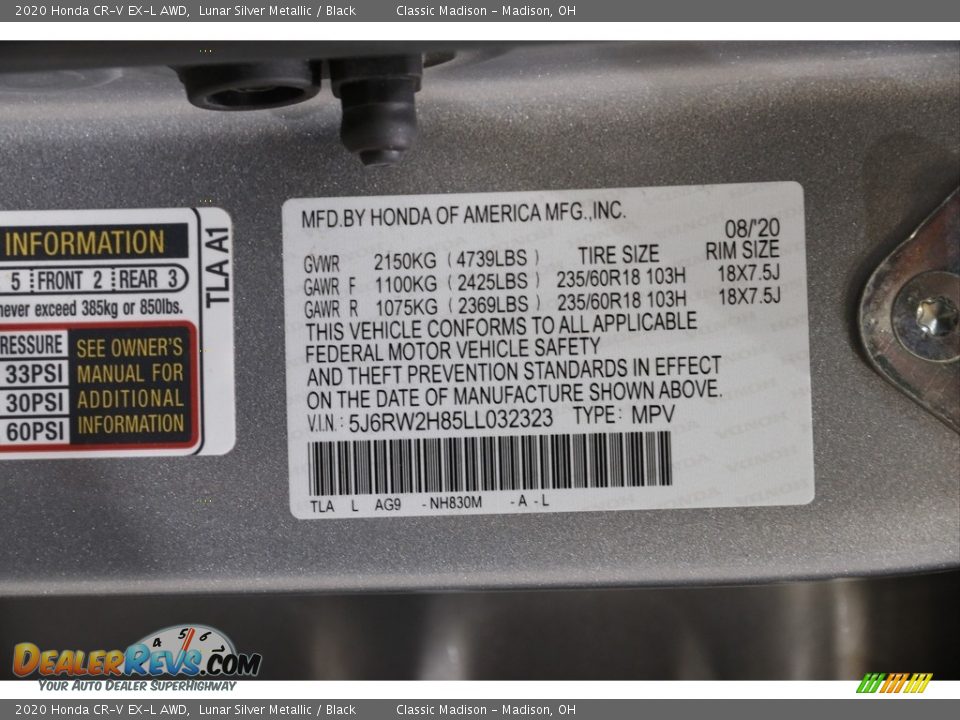 2020 Honda CR-V EX-L AWD, Lunar Silver Metallic / Black Classic Madison - Madison, OH
INFORMATION
5 FRONT 2 REAR 3
never exceed 385kg or 850lbs.
PRESSURE
33PSI
30PSI
60PSI
SEE OWNER'S
MANUAL FOR
ADDITIONAL
INFORMATION
TLA A1
MFD.BY HONDA OF AMERICA MFG.,INC.
08/'20
GVWR 2150KG (4739LBS) TIRE SIZE RIM SIZE
GAWR F 1100KG (2425LBS) 235/60R18 103H 18X7.5J
GAWR R 1075KG (2369LBS) 235/60R18 103H 18X7.5J
THIS VEHICLE CONFORMS TO ALL APPLICABLE
FEDERAL MOTOR VEHICLE SAFETY
AND THEFT PREVENTION STANDARDS IN EFFECT
ON THE DATE OF MANUFACTURE SHOWN ABOVE.
V.I.N.: 5J6RW2H85LL032323 TYPE: MPV
TLA L AG9 -NH830M -A -L
4 5 6
DEALERREVS.COM
YOUR AUTO DEALER SUPERHIGHWAY
2020 Honda CR-V EX-L AWD, Lunar Silver Metallic / Black Classic Madison - Madison, OH